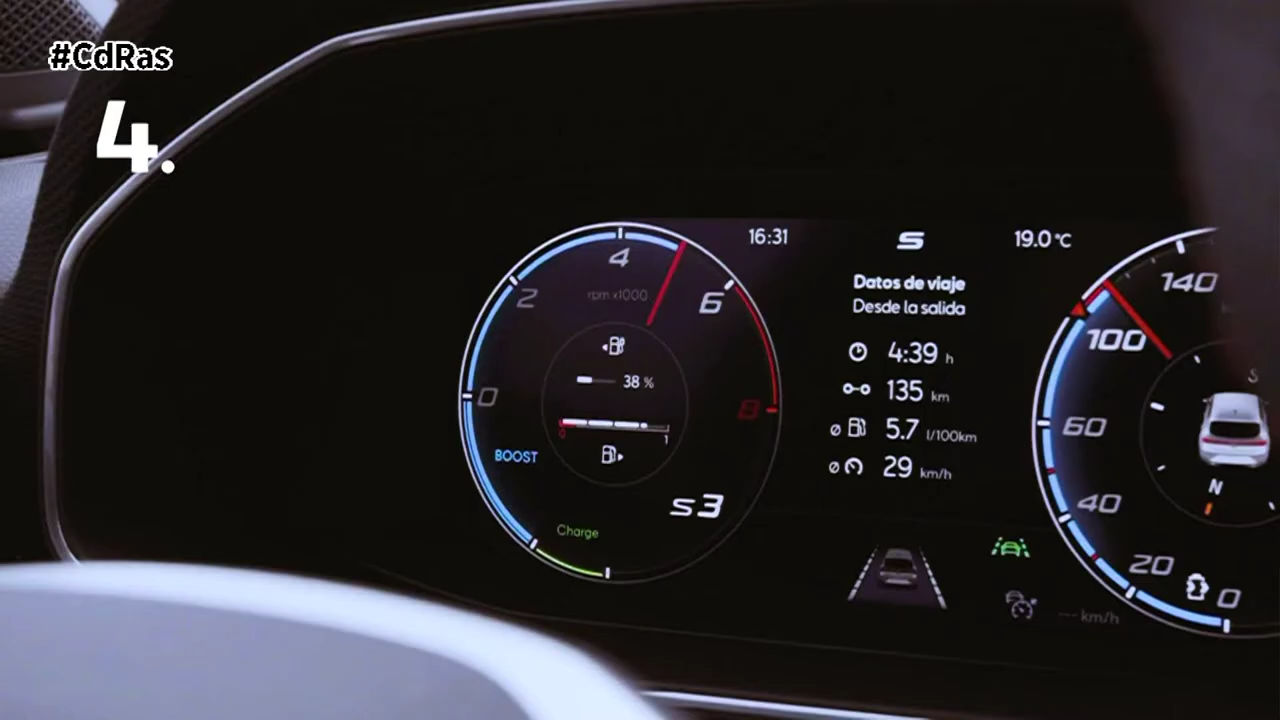 #CdRas
4.
16:31
19.0 °C
Datos de viaje
Desde la salida
4:39 h
135 km
ø 5.7 l/100km
ø 29 km/h
0
2
4
6
8
rpm x1000
38 %
0 1
BOOST
S3
Charge
140
100
60
40
20
0
S
N
--- km/h